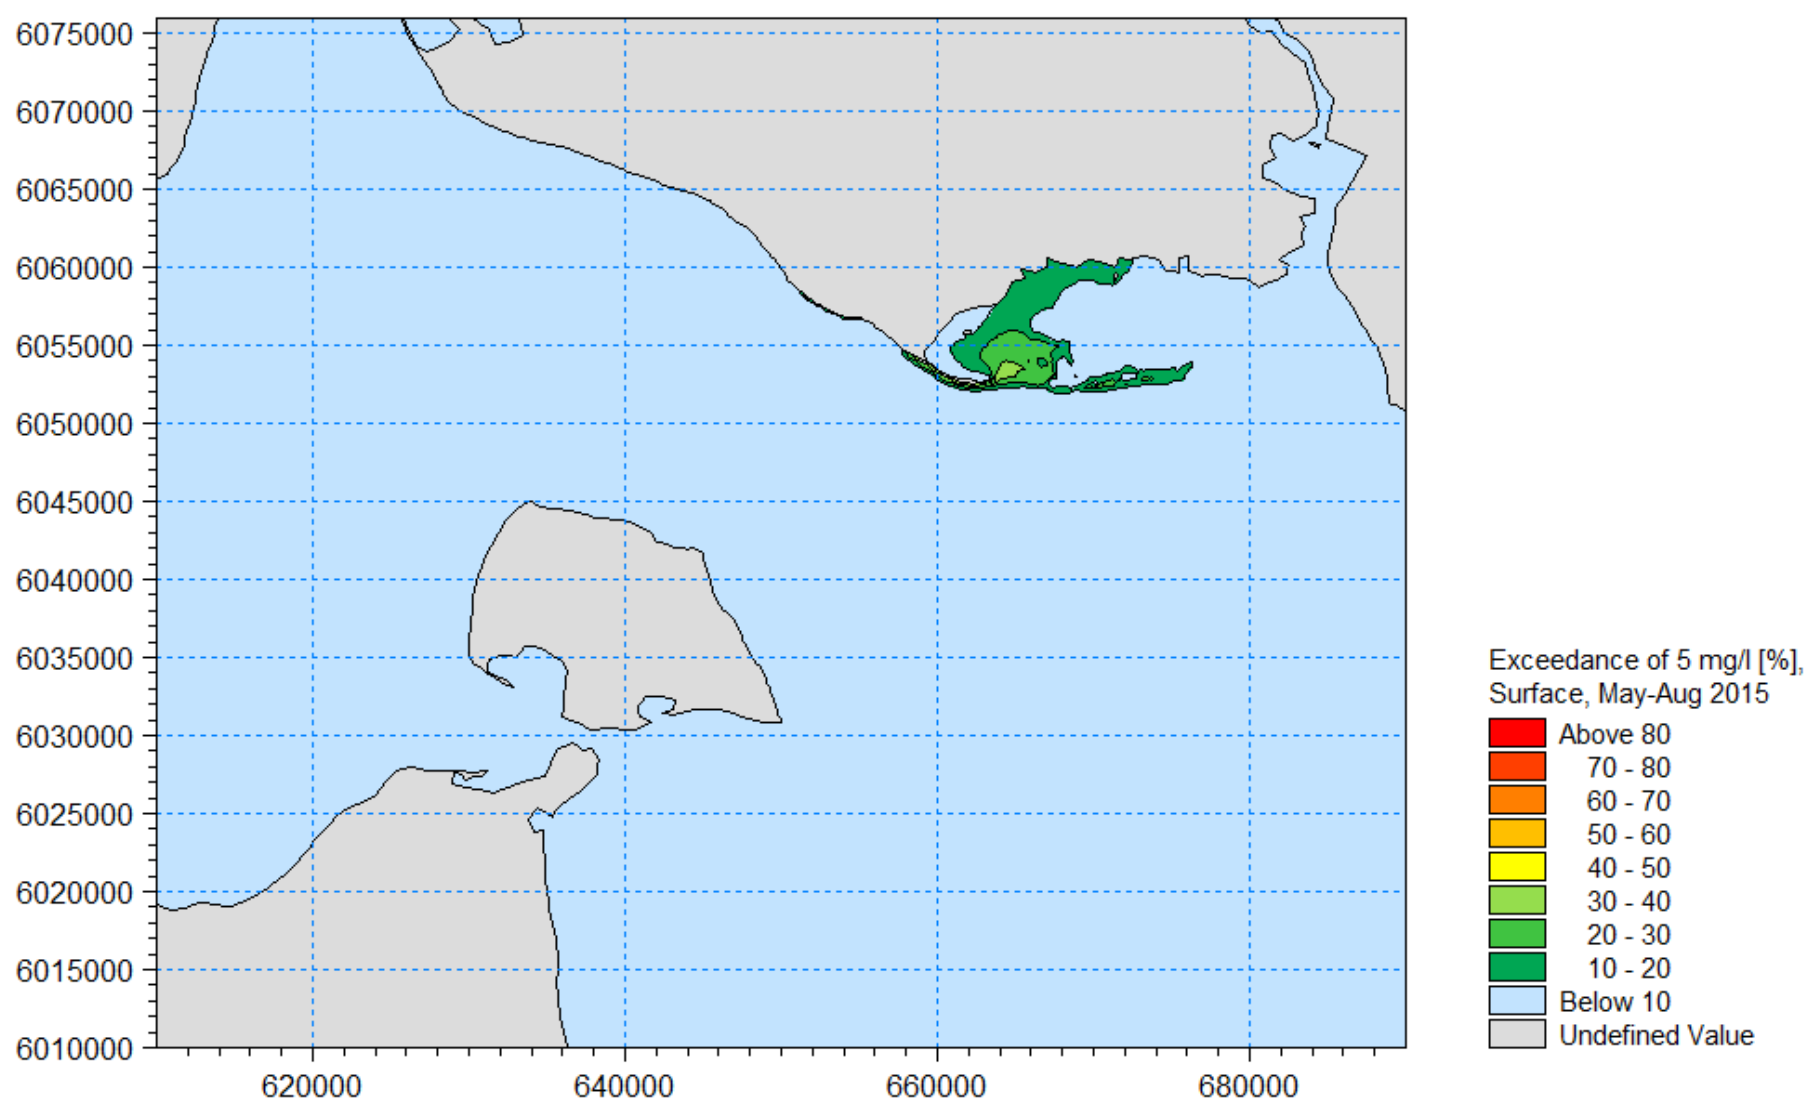 6075000
6070000
6065000
6060000
6055000
6050000
6045000
6040000
6035000
6030000
6025000
6020000
6015000
6010000
620000
640000
660000
680000
Exceedance of 5 mg/l [%],
Surface, May-Aug 2015
Above 80
70 - 80
60 - 70
50 - 60
40 - 50
30 - 40
20 - 30
10 - 20
Below 10
Undefined Value